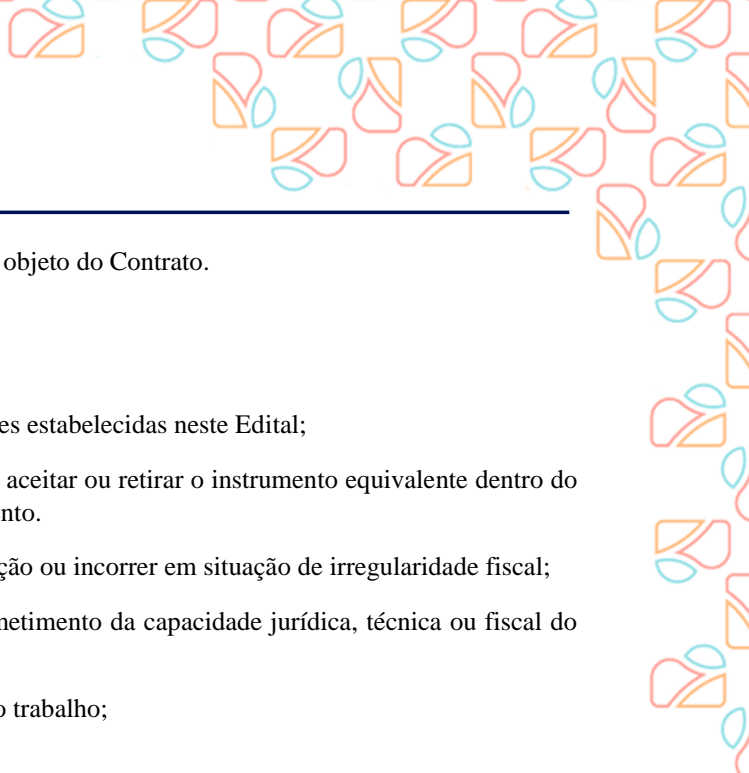 objeto do Contrato.
es estabelecidas neste Edital;
aceitar ou retirar o instrumento equivalente dentro do
nto.
ção ou incorrer em situação de irregularidade fiscal;
netimento da capacidade jurídica, técnica ou fiscal do
o trabalho;